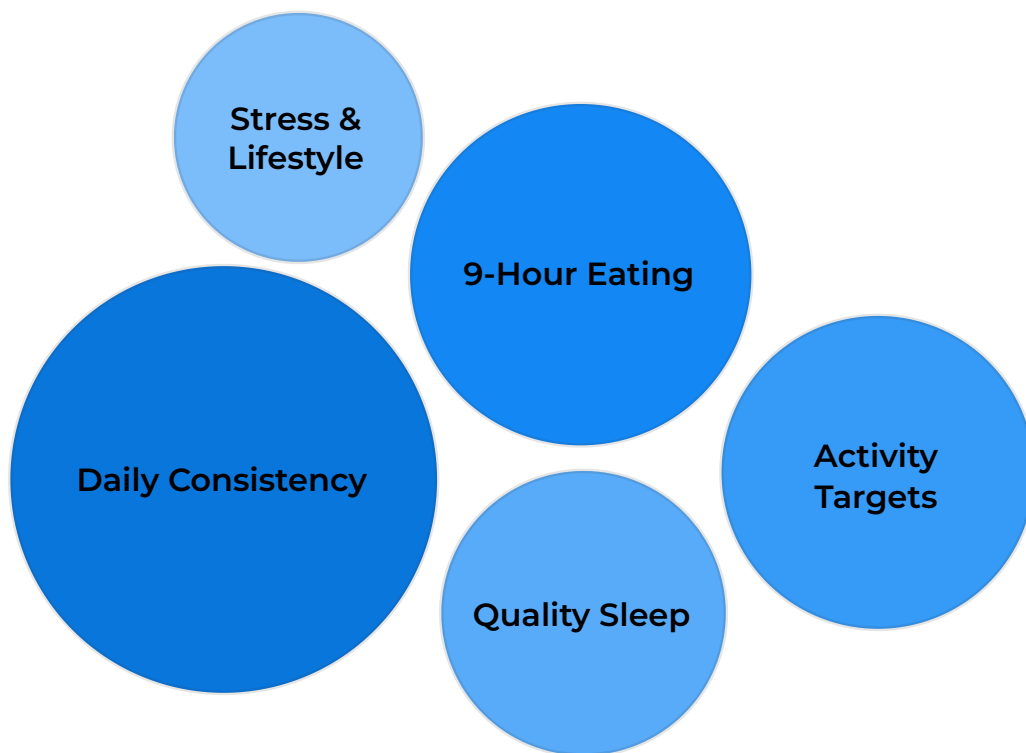 Stress &
Lifestyle
9-Hour Eating
Daily Consistency
Activity
Targets
Quality Sleep